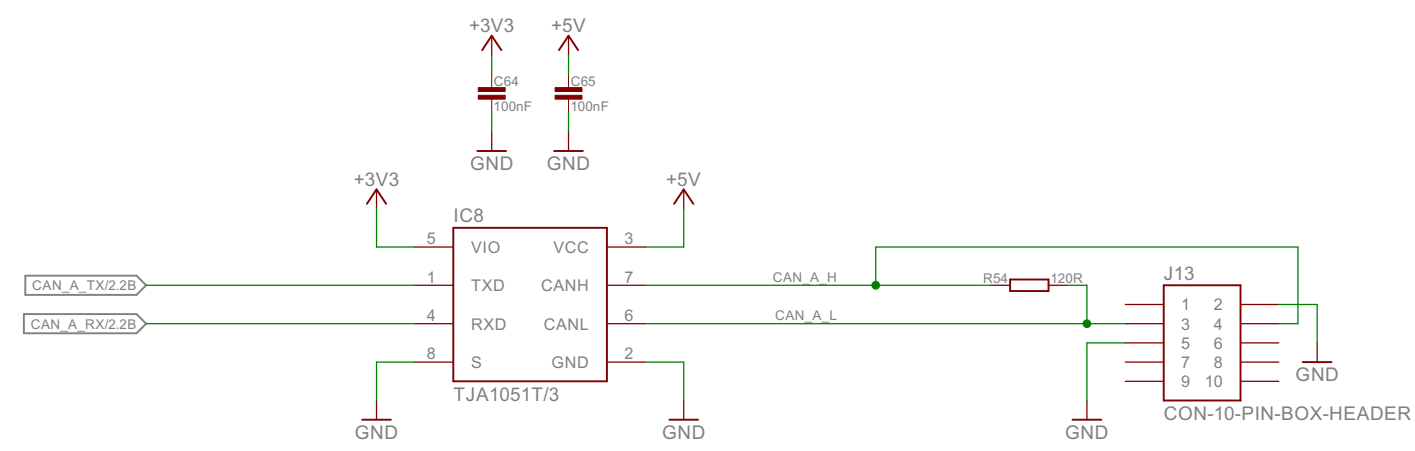 +3V3 +5V
C64 C65
100nF 100nF
GND GND
+3V3 +5V
IC8
5 VIO VCC 3
CAN_A_TX/2.2B 1 TXD CANH 7 CAN_A_H R54 120R J13
1 2
CAN_A_RX/2.2B 4 RXD CANL 6 CAN_A_L 3 4
5 6
8 S GND 2 7 8
GND
9 10
TJA1051T/3 CON-10-PIN-BOX-HEADER
GND GND GND